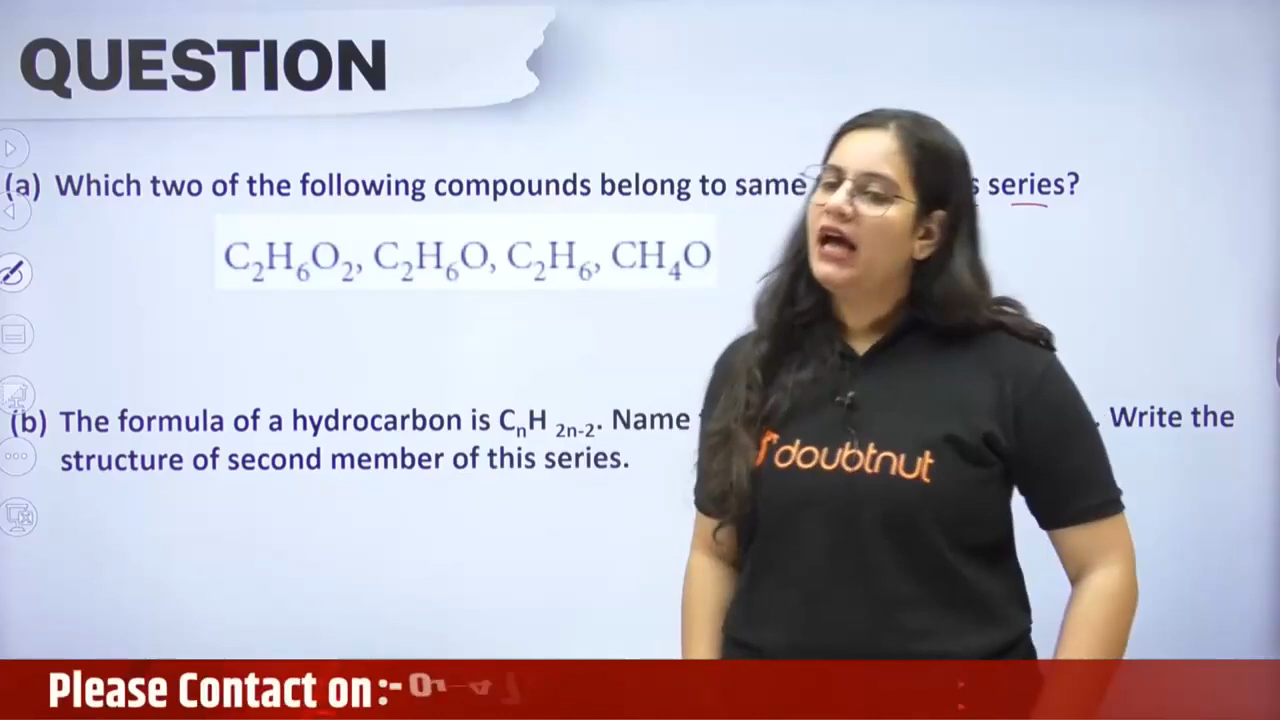 QUESTION
(a) Which two of the following compounds belong to same series?
C₂H₆O₂, C₂H₆O, C₂H₆, CH₄O
(b) The formula of a hydrocarbon is CₙH ₂ₙ₋₂. Name . Write the
structure of second member of this series.
doubtnut
Please Contact on :-